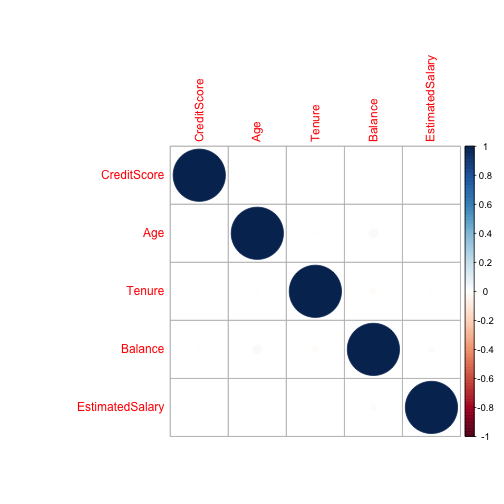 CreditScore
Age
Tenure
Balance
EstimatedSalary
CreditScore
Age
Tenure
Balance
EstimatedSalary
1
0.8
0.6
0.4
0.2
0
-0.2
-0.4
-0.6
-0.8
-1